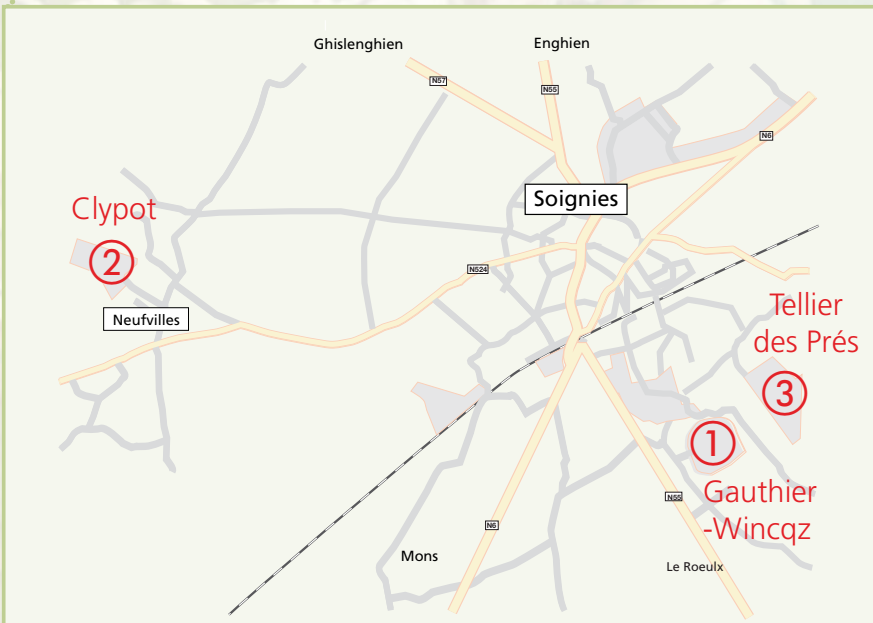 Ghislenghien
Enghien
N57
N55
N6
Soignies
Clypot
2
N524
Neufvilles
Tellier
des Prés
3
1
Gauthier
-Wincqz
N55
N6
Mons
Le Roeulx